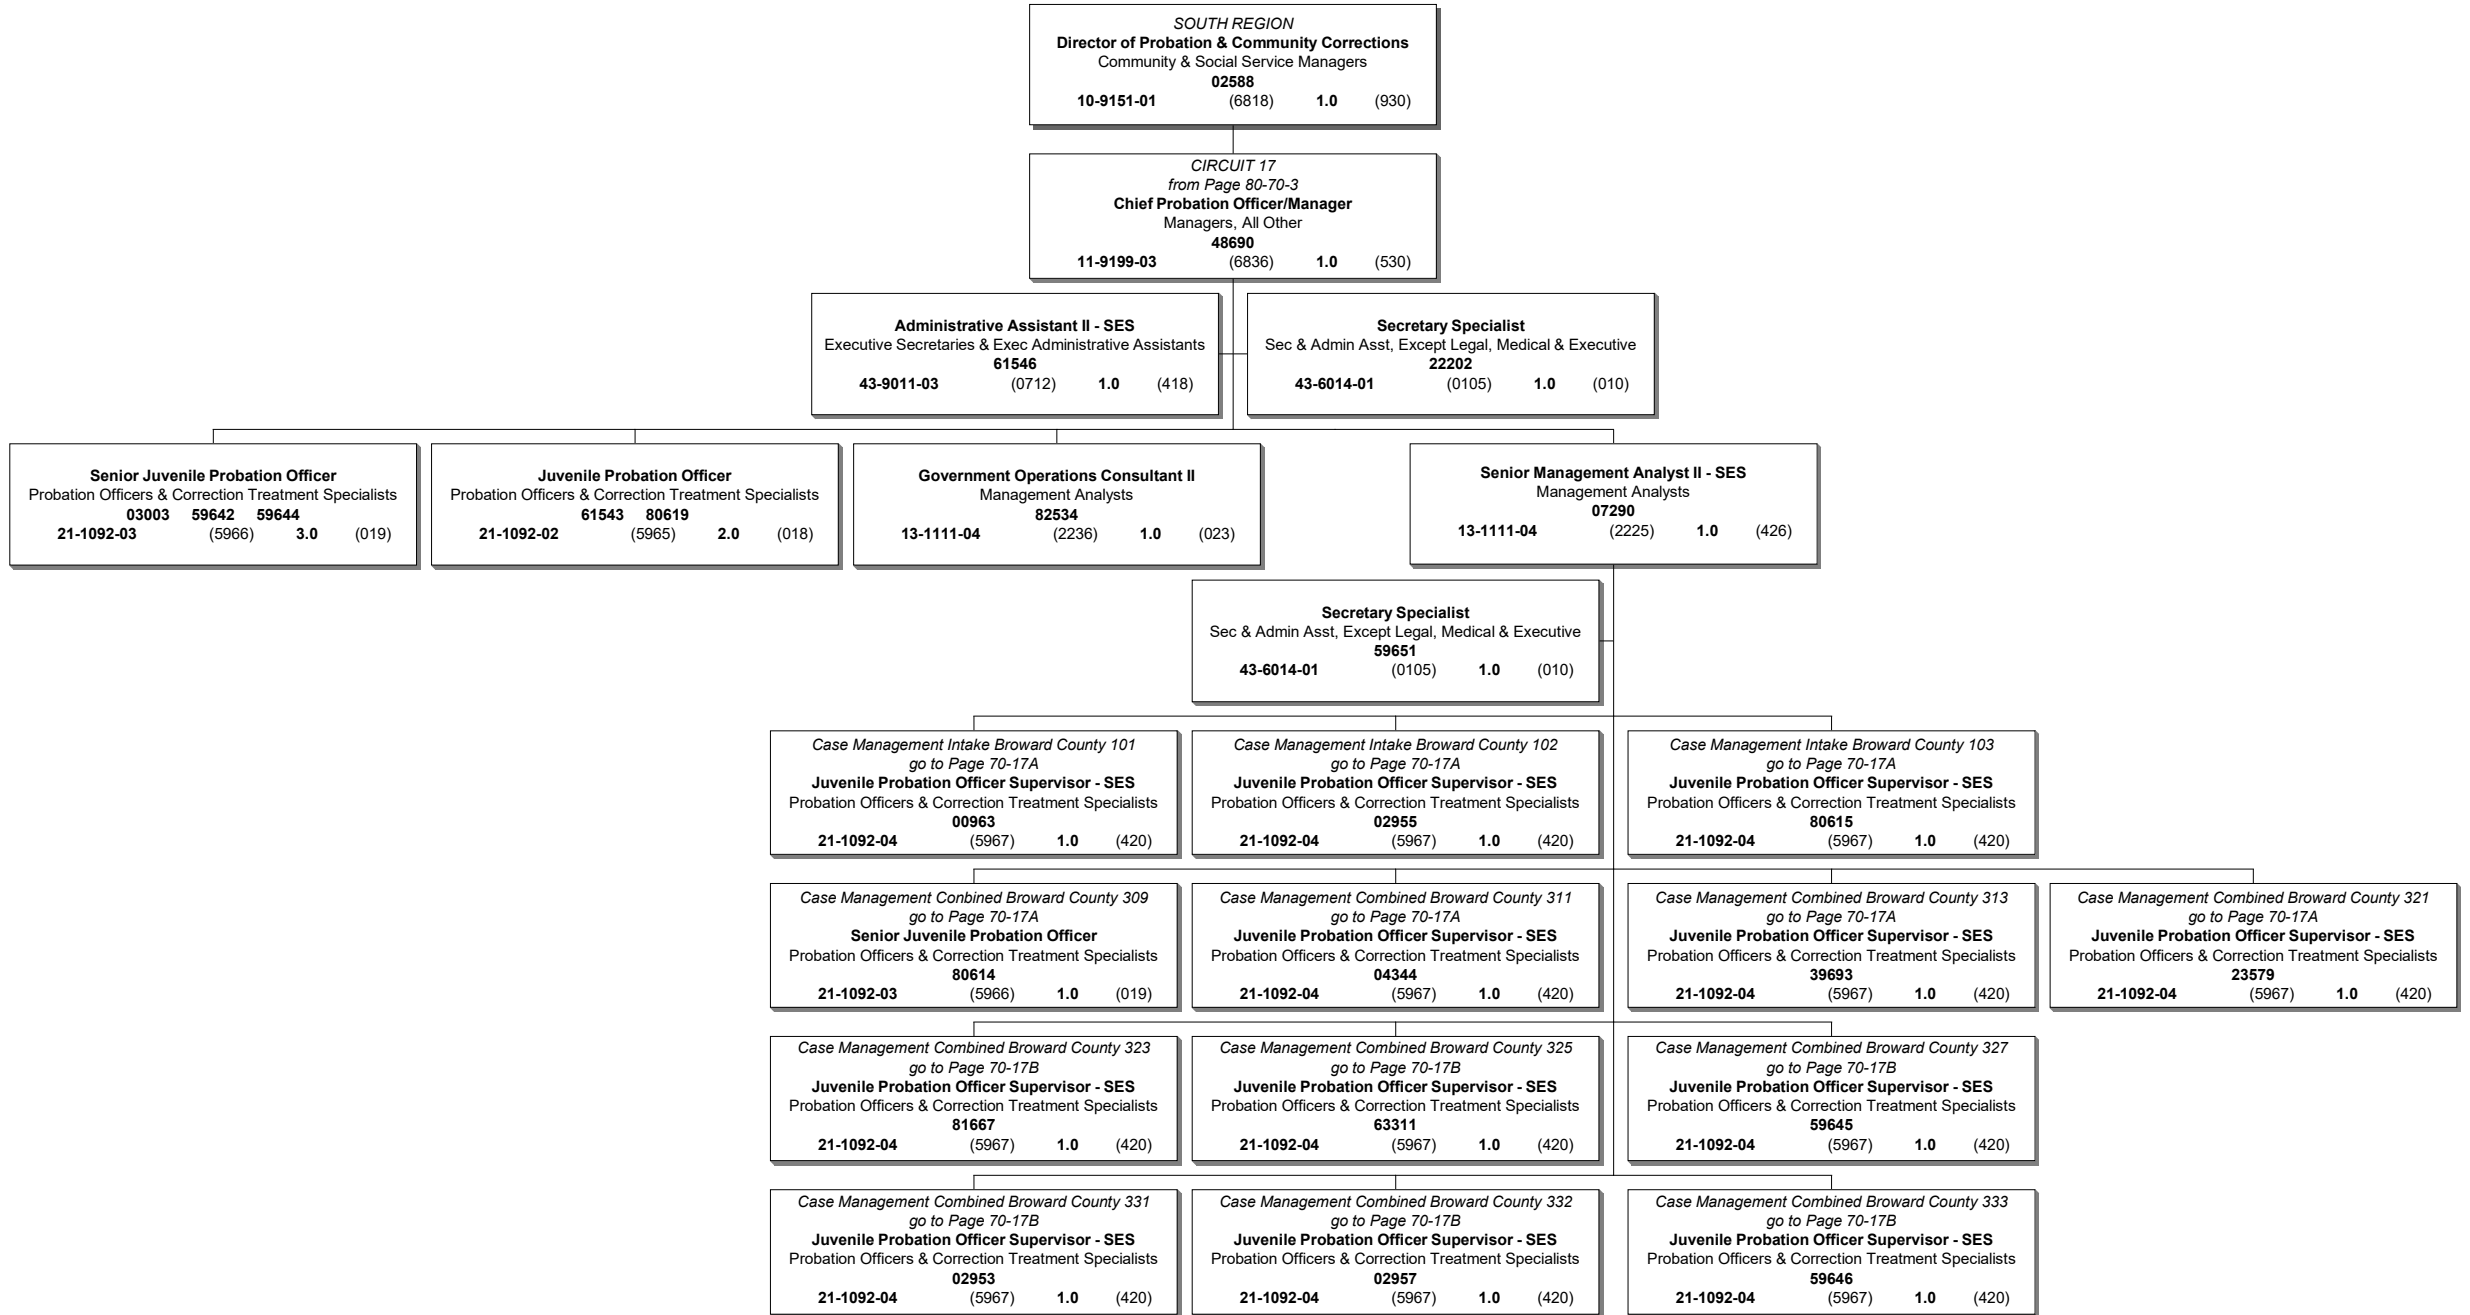 SOUTH REGION
Director of Probation & Community Corrections
Community & Social Service Managers
02588
10-9151-01 (6818) 1.0 (930)
CIRCUIT 17
from Page 80-70-3
Chief Probation Officer/Manager
Managers, All Other
48690
11-9199-03 (6836) 1.0 (530)
Administrative Assistant II - SES
Executive Secretaries & Exec Administrative Assistants
61546
43-9011-03 (0712) 1.0 (418)
Secretary Specialist
Sec & Admin Asst, Except Legal, Medical & Executive
22202
43-6014-01 (0105) 1.0 (010)
Senior Juvenile Probation Officer
Probation Officers & Correction Treatment Specialists
03003 59642 59644
21-1092-03 (5966) 3.0 (019)
Juvenile Probation Officer
Probation Officers & Correction Treatment Specialists
61543 80619
21-1092-02 (5965) 2.0 (018)
Government Operations Consultant II
Management Analysts
82534
13-1111-04 (2236) 1.0 (023)
Senior Management Analyst II - SES
Management Analysts
07290
13-1111-04 (2225) 1.0 (426)
Secretary Specialist
Sec & Admin Asst, Except Legal, Medical & Executive
59651
43-6014-01 (0105) 1.0 (010)
Case Management Intake Broward County 101
go to Page 70-17A
Juvenile Probation Officer Supervisor - SES
Probation Officers & Correction Treatment Specialists
00963
21-1092-04 (5967) 1.0 (420)
Case Management Intake Broward County 102
go to Page 70-17A
Juvenile Probation Officer Supervisor - SES
Probation Officers & Correction Treatment Specialists
02955
21-1092-04 (5967) 1.0 (420)
Case Management Intake Broward County 103
go to Page 70-17A
Juvenile Probation Officer Supervisor - SES
Probation Officers & Correction Treatment Specialists
80615
21-1092-04 (5967) 1.0 (420)
Case Management Conbined Broward County 309
go to Page 70-17A
Senior Juvenile Probation Officer
Probation Officers & Correction Treatment Specialists
80614
21-1092-03 (5966) 1.0 (019)
Case Management Combined Broward County 311
go to Page 70-17A
Juvenile Probation Officer Supervisor - SES
Probation Officers & Correction Treatment Specialists
04344
21-1092-04 (5967) 1.0 (420)
Case Management Combined Broward County 313
go to Page 70-17A
Juvenile Probation Officer Supervisor - SES
Probation Officers & Correction Treatment Specialists
39693
21-1092-04 (5967) 1.0 (420)
Case Management Combined Broward County 321
go to Page 70-17A
Juvenile Probation Officer Supervisor - SES
Probation Officers & Correction Treatment Specialists
23579
21-1092-04 (5967) 1.0 (420)
Case Management Combined Broward County 323
go to Page 70-17B
Juvenile Probation Officer Supervisor - SES
Probation Officers & Correction Treatment Specialists
81667
21-1092-04 (5967) 1.0 (420)
Case Management Combined Broward County 325
go to Page 70-17B
Juvenile Probation Officer Supervisor - SES
Probation Officers & Correction Treatment Specialists
63311
21-1092-04 (5967) 1.0 (420)
Case Management Combined Broward County 327
go to Page 70-17B
Juvenile Probation Officer Supervisor - SES
Probation Officers & Correction Treatment Specialists
59645
21-1092-04 (5967) 1.0 (420)
Case Management Combined Broward County 331
go to Page 70-17B
Juvenile Probation Officer Supervisor - SES
Probation Officers & Correction Treatment Specialists
02953
21-1092-04 (5967) 1.0 (420)
Case Management Combined Broward County 332
go to Page 70-17B
Juvenile Probation Officer Supervisor - SES
Probation Officers & Correction Treatment Specialists
02957
21-1092-04 (5967) 1.0 (420)
Case Management Combined Broward County 333
go to Page 70-17B
Juvenile Probation Officer Supervisor - SES
Probation Officers & Correction Treatment Specialists
59646
21-1092-04 (5967) 1.0 (420)